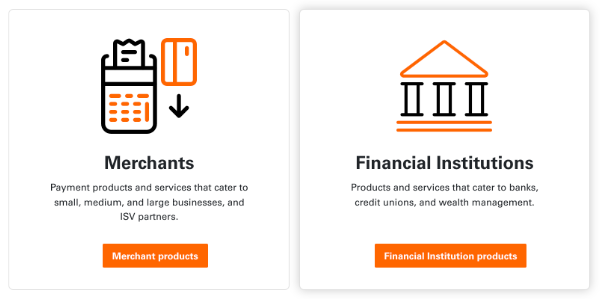 Merchants
Payment products and services that cater to
small, medium, and large businesses, and
ISV partners.
Merchant products
Financial Institutions
Products and services that cater to banks,
credit unions, and wealth management.
Financial Institution products